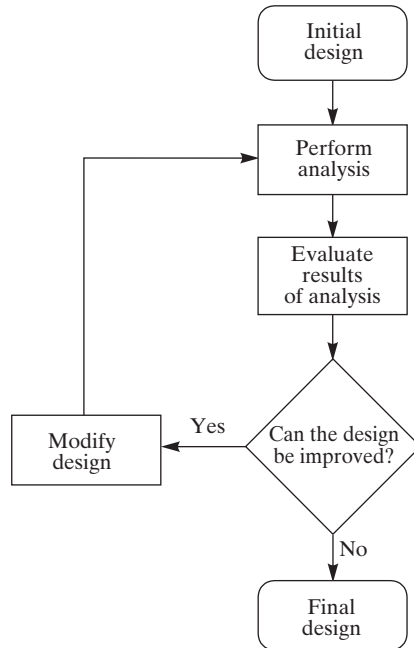 Initial
design
Perform
analysis
Evaluate
results
of analysis
Can the design
be improved?
Yes
Modify
design
No
Final
design